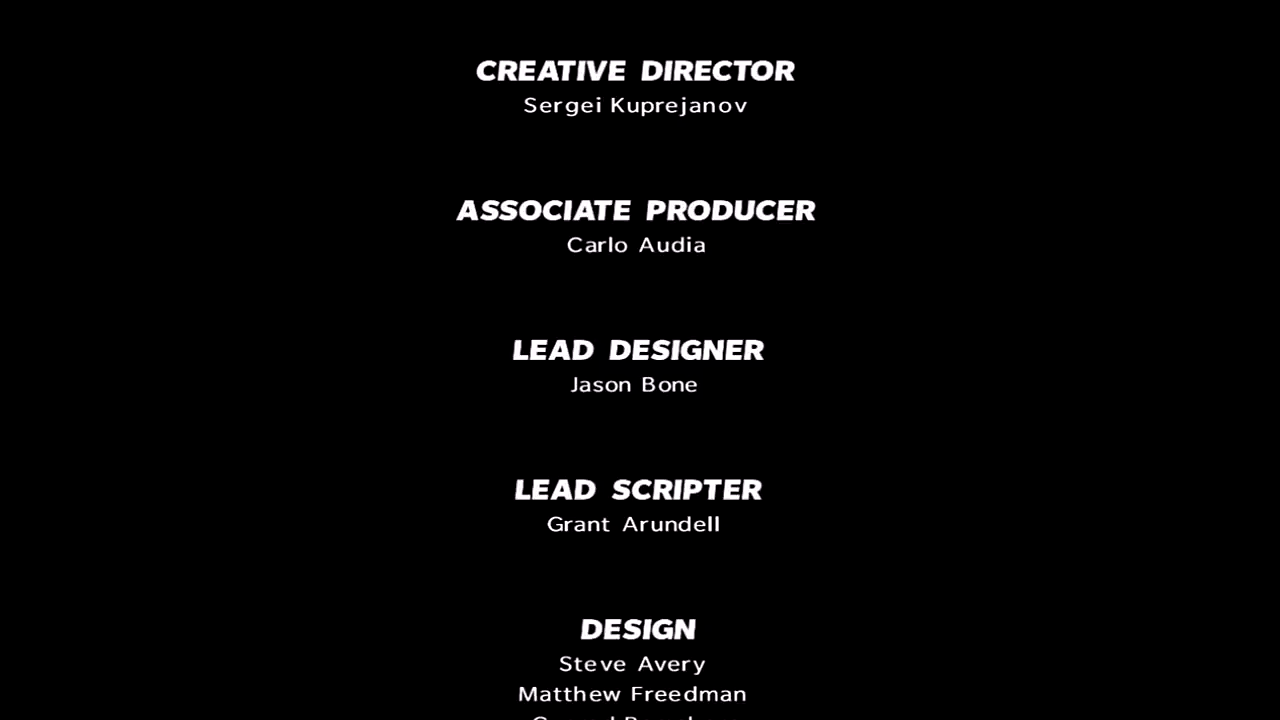 CREATIVE DIRECTOR
Sergei Kuprejanov
ASSOCIATE PRODUCER
Carlo Audia
LEAD DESIGNER
Jason Bone
LEAD SCRIPTER
Grant Arundell
DESIGN
Steve Avery
Matthew Freedman